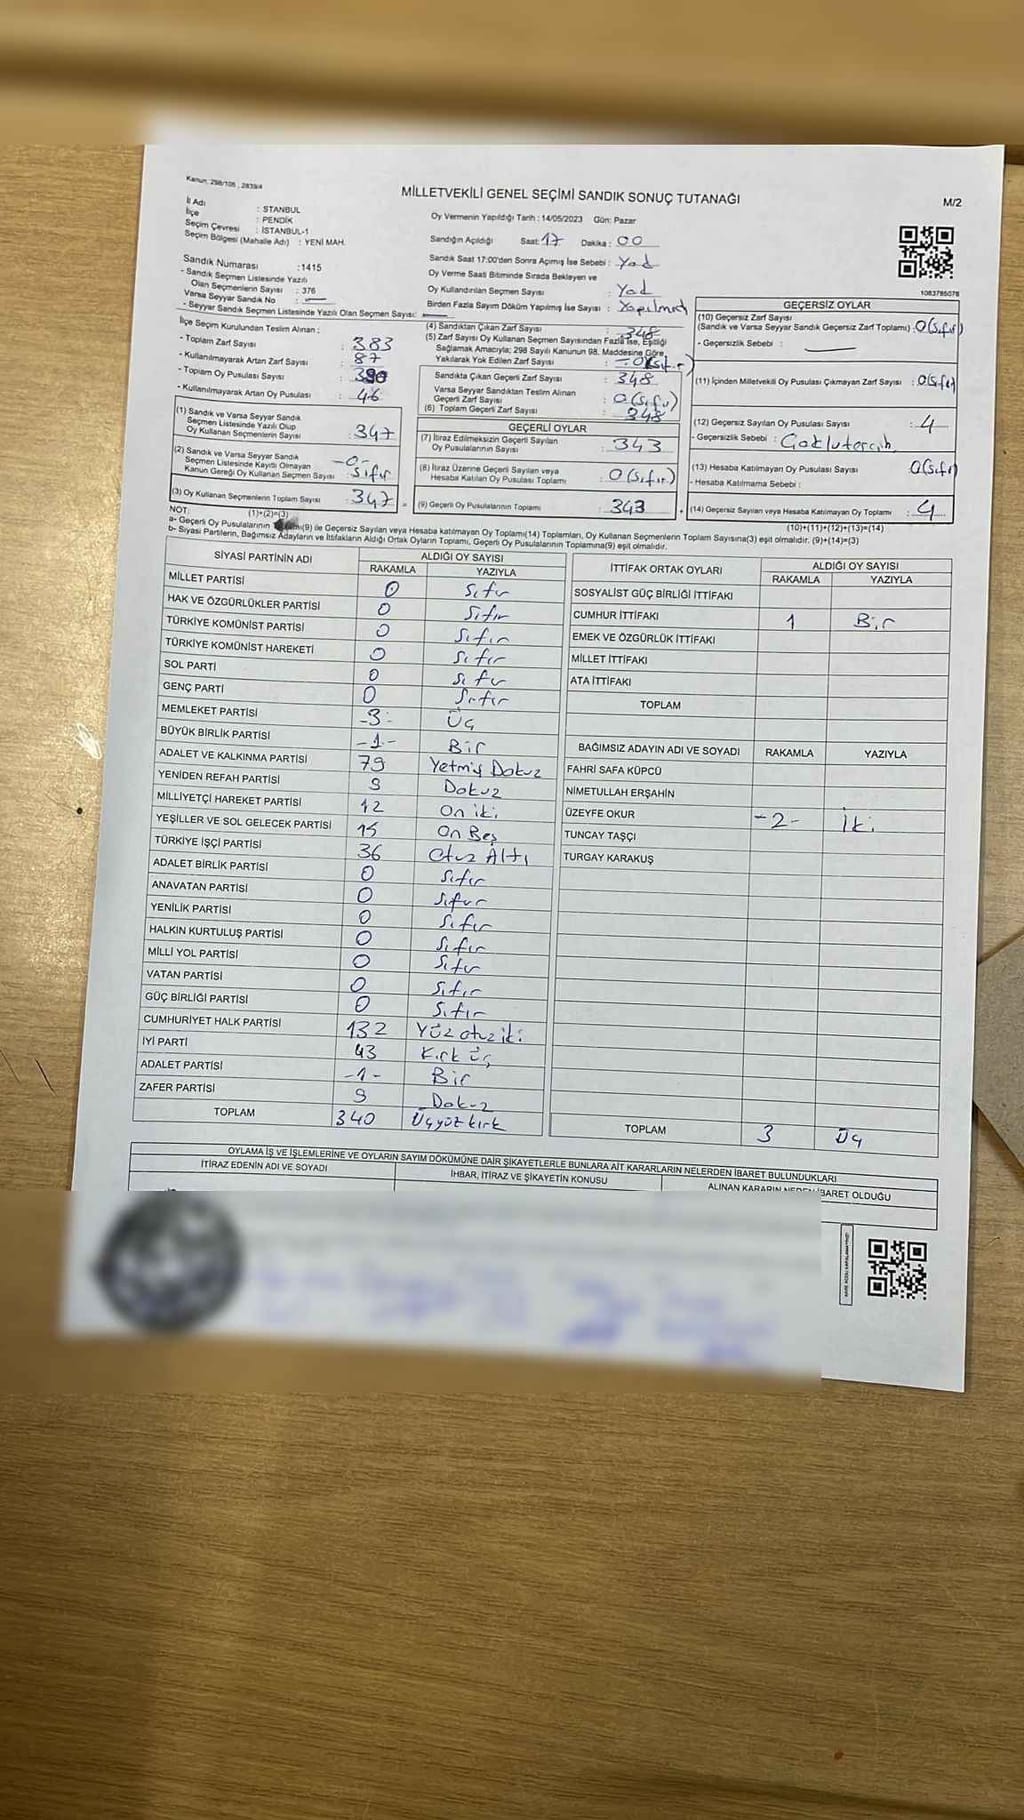 Kanun: 298/105 , 2839/4
MİLLETVEKİLİ GENEL SEÇİMİ SANDIK SONUÇ TUTANAĞI
M/2
İl Adı : STANBUL
İlçe : PENDİK
Seçim Çevresi : İSTANBUL-1
Seçim Bölgesi (Mahalle Adı) : YENİ MAH.
Oy Vermenin Yapıldığı Tarih : 14/05/2023 Gün: Pazar
Sandığın Açıldığı Saat: 17 Dakika : 00
Sandık Saat 17:00'den Sonra Açımış İse Sebebi : Yok
Oy Verme Saati Bitiminde Sırada Bekleyen ve
Oy Kullandırılan Seçmen Sayısı : Yok
Birden Fazla Sayım Döküm Yapılmış İse Sayısı : Yapılmadı
1083785078
Sandık Numarası :1415
- Sandık Seçmen Listesinde Yazılı
Olan Seçmenlerin Sayısı : 376
Varsa Seyyar Sandık No : —
- Seyyar Sandık Seçmen Listesinde Yazılı Olan Seçmen Sayısı: —
İlçe Seçim Kurulundan Teslim Alınan :
- Toplam Zarf Sayısı : 383
- Kullanılmayarak Artan Zarf Sayısı : 87
- Toplam Oy Pusulası Sayısı :
- Kullanılmayarak Artan Oy Pusulası : 46
(1) Sandık ve Varsa Seyyar Sandık
Seçmen Listesinde Yazılı Olup
Oy Kullanan Seçmenlerin Sayısı : 347
(2) Sandık ve Varsa Seyyar Sandık
Seçmen Listesinde Kayıtlı Olmayan
Kanun Gereği Oy Kullanan Seçmen Sayısı : -0- Sıfır
(3) Oy Kullanan Seçmenlerin Toplam Sayısı : 347
(4) Sandıktan Çıkan Zarf Sayısı : 348
(5) Zarf Sayısı Oy Kullanan Seçmen Sayısından Fazla İse, Eşitliği
Sağlamak Amacıyla; 298 Sayılı Kanunun 98. Maddesine Göre
Yakılarak Yok Edilen Zarf Sayısı : -0(Sıfır)
Sandıkta Çıkan Geçerli Zarf Sayısı : 348
Varsa Seyyar Sandıktan Teslim Alınan
Geçerli Zarf Sayısı : 0(Sıfır)
(6) Toplam Geçerli Zarf Sayısı : 348
GEÇERLİ OYLAR
(7) İtiraz Edilmeksizin Geçerli Sayılan
Oy Pusulalarının Sayısı : 343
(8) İtiraz Üzerine Geçerli Sayılan veya
Hesaba Katılan Oy Pusulası Toplamı : 0(Sıfır)
(9) Geçerli Oy Pusulalarının Toplamı : 343
GEÇERSİZ OYLAR
(10) Geçersiz Zarf Sayısı
(Sandık ve Varsa Seyyar Sandık Geçersiz Zarf Toplamı) : 0(Sıfır)
- Geçersizlik Sebebi : —
(11) İçinden Milletvekili Oy Pusulası Çıkmayan Zarf Sayısı : 0(Sıfır)
(12) Geçersiz Sayılan Oy Pusulası Sayısı : 4
- Geçersizlik Sebebi : Çoklutercih
(13) Hesaba Katılmayan Oy Pusulası Sayısı 0(Sıfır)
- Hesaba Katılmama Sebebi :
(14) Geçersiz Sayılan veya Hesaba Katılmayan Oy Toplamı : 4
NOT: (1)+(2)=(3)
(10)+(11)+(12)+(13)=(14)
a- Geçerli Oy Pusulalarının (9) ile Geçersiz Sayılan veya Hesaba katılmayan Oy Toplamı(14) Toplamları, Oy Kullanan Seçmenlerin Toplam Sayısına(3) eşit olmalıdır. (9)+(14)=(3)
b- Siyasi Partilerin, Bağımsız Adayların ve İttifakların Aldığı Ortak Oyların Toplamı, Geçerli Oy Pusulalarının Toplamına(9) eşit olmalıdır.
SİYASİ PARTİNİN ADI ALDIĞI OY SAYISI
RAKAMLA YAZIYLA
MİLLET PARTİSİ 0 Sıfır
HAK VE ÖZGÜRLÜKLER PARTİSİ 0 Sıfır
TÜRKİYE KOMÜNİST PARTİSİ 0 Sıfır
TÜRKİYE KOMÜNİST HAREKETİ 0 Sıfır
SOL PARTİ 0 Sıfır
GENÇ PARTİ 0 Sıfır
MEMLEKET PARTİSİ -3- Üç
BÜYÜK BİRLİK PARTİSİ -1- Bir
ADALET VE KALKINMA PARTİSİ 79 Yetmiş Dokuz
YENİDEN REFAH PARTİSİ 9 Dokuz
MİLLİYETÇİ HAREKET PARTİSİ 12 On iki
YEŞİLLER VE SOL GELECEK PARTİSİ 15 On Beş
TÜRKİYE İŞÇİ PARTİSİ 36 Otuz Altı
ADALET BİRLİK PARTİSİ 0 Sıfır
ANAVATAN PARTİSİ 0 Sıfır
YENİLİK PARTİSİ 0 Sıfır
HALKIN KURTULUŞ PARTİSİ 0 Sıfır
MİLLİ YOL PARTİSİ 0 Sıfır
VATAN PARTİSİ 0 Sıfır
GÜÇ BİRLİĞİ PARTİSİ 0 Sıfır
CUMHURİYET HALK PARTİSİ 132 Yüz otuz iki
İYİ PARTİ 43 Kırk üç
ADALET PARTİSİ -1- Bir
ZAFER PARTİSİ 9 Dokuz
TOPLAM 340 Üçyüz kırk
İTTİFAK ORTAK OYLARI ALDIĞI OY SAYISI
RAKAMLA YAZIYLA
SOSYALİST GÜÇ BİRLİĞİ İTTİFAKI
CUMHUR İTTİFAKI 1 Bir
EMEK VE ÖZGÜRLÜK İTTİFAKI
MİLLET İTTİFAKI
ATA İTTİFAKI
TOPLAM
BAĞIMSIZ ADAYIN ADI VE SOYADI RAKAMLA YAZIYLA
FAHRİ SAFA KÜPCÜ
NİMETULLAH ERŞAHİN
ÜZEYFE OKUR -2- İki
TUNCAY TAŞÇI
TURGAY KARAKUŞ
TOPLAM 3 Üç
OYLAMA İŞ VE İŞLEMLERİNE VE OYLARIN SAYIM DÖKÜMÜNE DAİR ŞİKAYETLERLE BUNLARA AİT KARARLARIN NELERDEN İBARET BULUNDUKLARI
İTİRAZ EDENİN ADI VE SOYADI İHBAR, İTİRAZ VE ŞİKAYETİN KONUSU ALINAN KARARIN NEDEN İBARET OLDUĞU